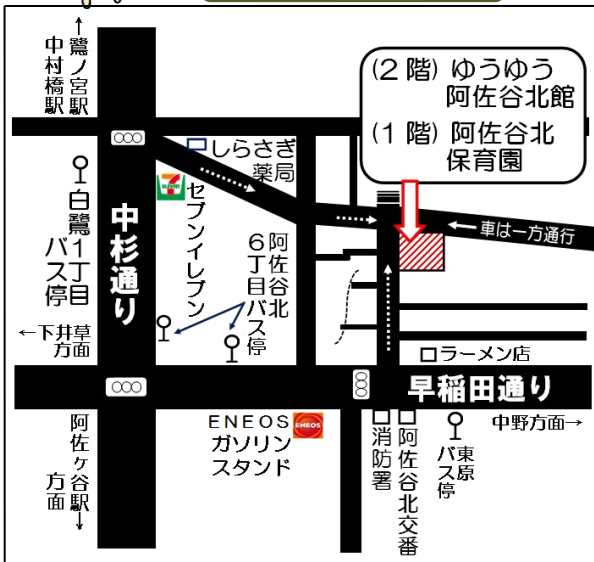 ←鷺ノ宮駅
中村橋駅
(2階) ゆうゆう
阿佐谷北館
(1階) 阿佐谷北
保育園
しらさぎ
薬局
セブンイレブン
ELEVEN
白鷺1丁目
バス停
中杉通り
阿佐谷北
6丁目バス停
←車は一方通行
←下井草
方面
ラーメン店
早稲田通り
中野方面→
ENEOS
ガソリン
スタンド
ENEOS
消防署
阿佐谷北交番
東原
バス停
阿佐ヶ谷駅→
方面